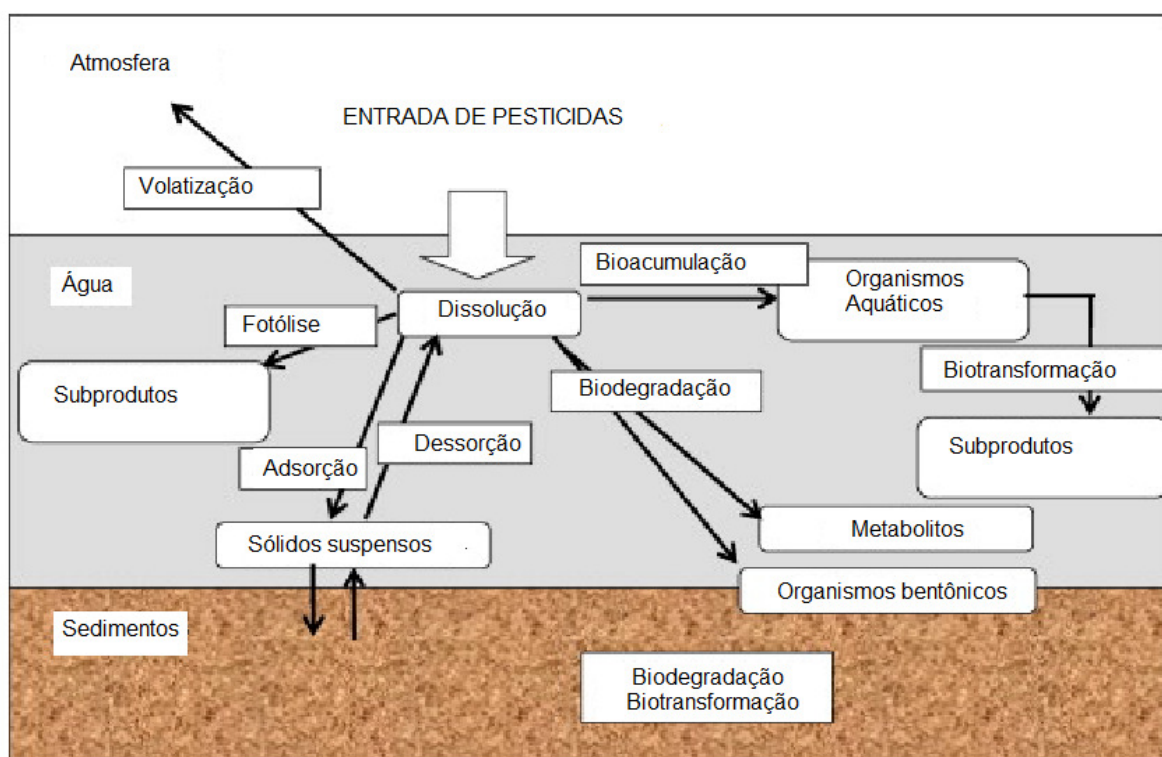 Atmosfera
ENTRADA DE PESTICIDAS
Volatização
Água
Bioacumulação
Organismos
Aquáticos
Dissolução
Fotólise
Subprodutos
Biodegradação
Biotransformação
Dessorção
Adsorção
Subprodutos
Metabolitos
Sólidos suspensos
Organismos bentônicos
Sedimentos
Biodegradação
Biotransformação